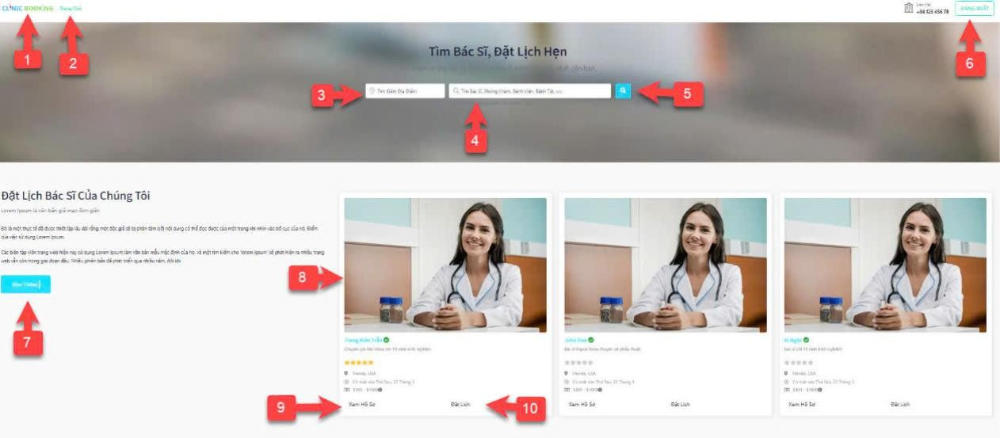 CLINIC BOOKING Trang Chủ
Liên Hệ
+84 123 456 78
ĐĂNG XUẤT
1
2
6
Tìm Bác Sĩ, Đặt Lịch Hẹn
3
Tìm Kiếm Địa Điểm
Tìm Bác Sĩ, Phòng Khám, Bệnh Viện, Bệnh Tật, v.v.
5
4
Đặt Lịch Bác Sĩ Của Chúng Tôi
Lorem Ipsum là văn bản giả mạo đơn giản
Đó là một thực tế đã được thiết lập lâu dài rằng một độc giả sẽ bị phân tâm bởi nội dung có thể đọc được của một trang khi nhìn vào bố cục của nó. Điểm
của việc sử dụng Lorem Ipsum.
Các biên tập viên trang web hiện nay sử dụng Lorem Ipsum làm văn bản mẫu mặc định của họ, và một tìm kiếm cho 'lorem ipsum' sẽ phát hiện ra nhiều trang
web vẫn còn trong giai đoạn đầu. Nhiều phiên bản đã phát triển qua nhiều năm, đôi khi
Đọc Thêm
7
8
Trung Kiên Trần
Chuyên gia Nội khoa với 10 năm kinh nghiệm
Florida, USA
Có mặt vào Thứ Sáu, 22 Tháng 3
$300 - $1000
9
Xem Hồ Sơ
Đặt Lịch
10
John Doe
Bác sĩ Ngoại khoa chuyên về phẫu thuật
Florida, USA
Có mặt vào Thứ Sáu, 22 Tháng 3
$300 - $1000
Xem Hồ Sơ
Đặt Lịch
Ai Nghi
bác sĩ với 15 năm kinh nghiệm
Florida, USA
Có mặt vào Thứ Sáu, 22 Tháng 3
$300 - $1000
Xem Hồ Sơ
Đặt Lịch